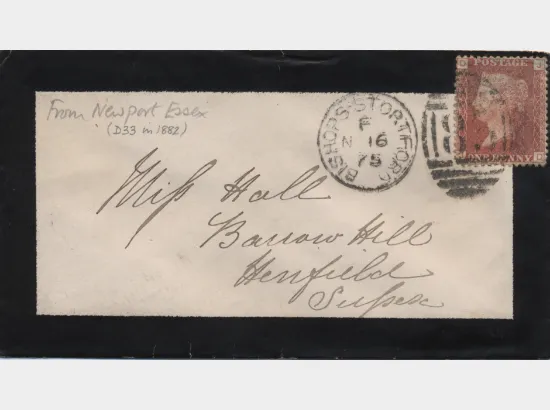 From Newport Essex
(D33 in 1882)
BISHOPS-STORTFORD
F
N 16
75
POSTAGE
ONE PENNY
Miſs Hall
Barrow Hill
Henfield
Suſsex